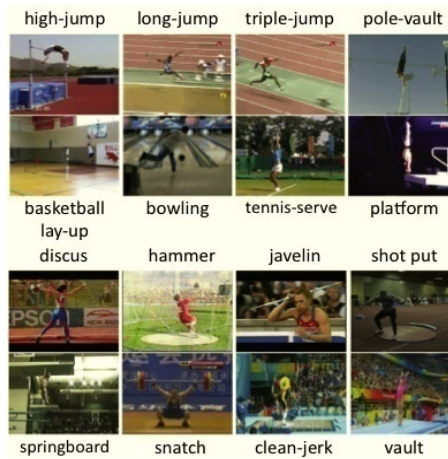 high-jump long-jump triple-jump pole-vault
basketball lay-up bowling tennis-serve platform
discus hammer javelin shot put
EPSON
springboard snatch clean-jerk vault